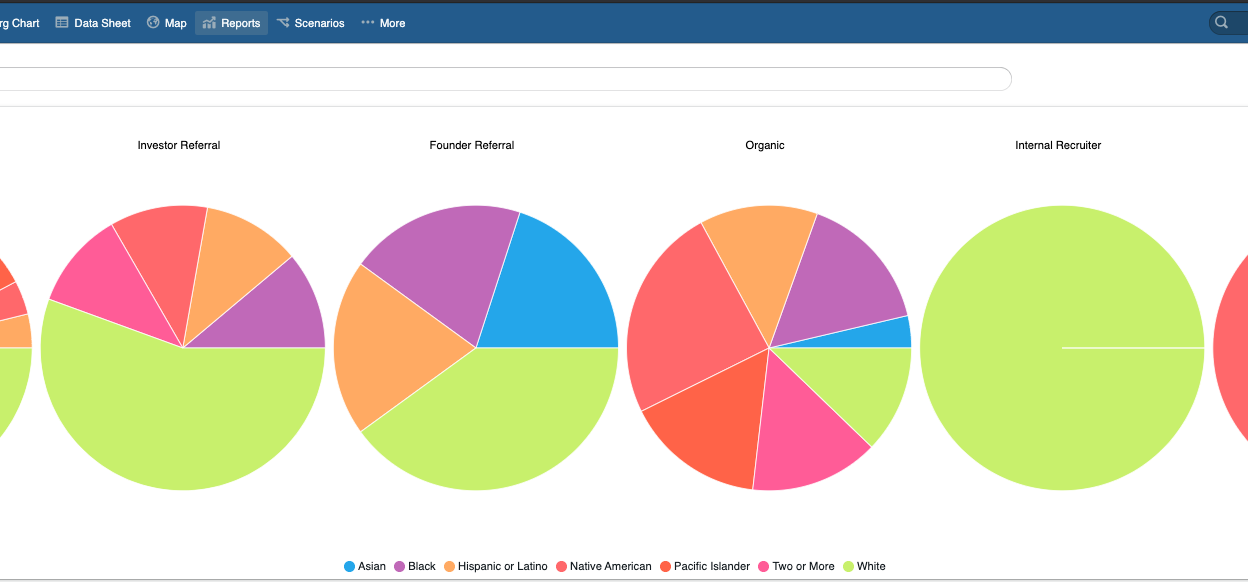 rg Chart Data Sheet Map Reports Scenarios ··· More
Investor Referral Founder Referral Organic Internal Recruiter
Asian Black Hispanic or Latino Native American Pacific Islander Two or More White